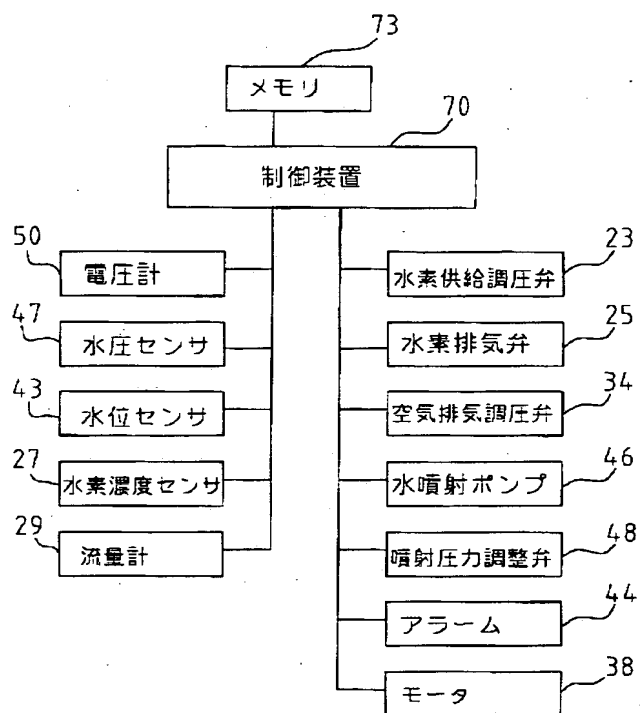 73
メモリ
70
制御装置
50
電圧計
47
水圧センサ
43
水位センサ
27
水素濃度センサ
29
流量計
23
水素供給調圧弁
25
水素排気弁
34
空気排気調圧弁
46
水噴射ポンプ
48
噴射圧力調整弁
44
アラーム
38
モータ